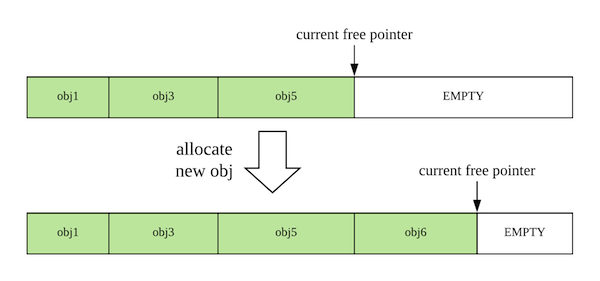 current free pointer
obj1
obj3
obj5
EMPTY
allocate
new obj
current free pointer
obj1
obj3
obj5
obj6
EMPTY